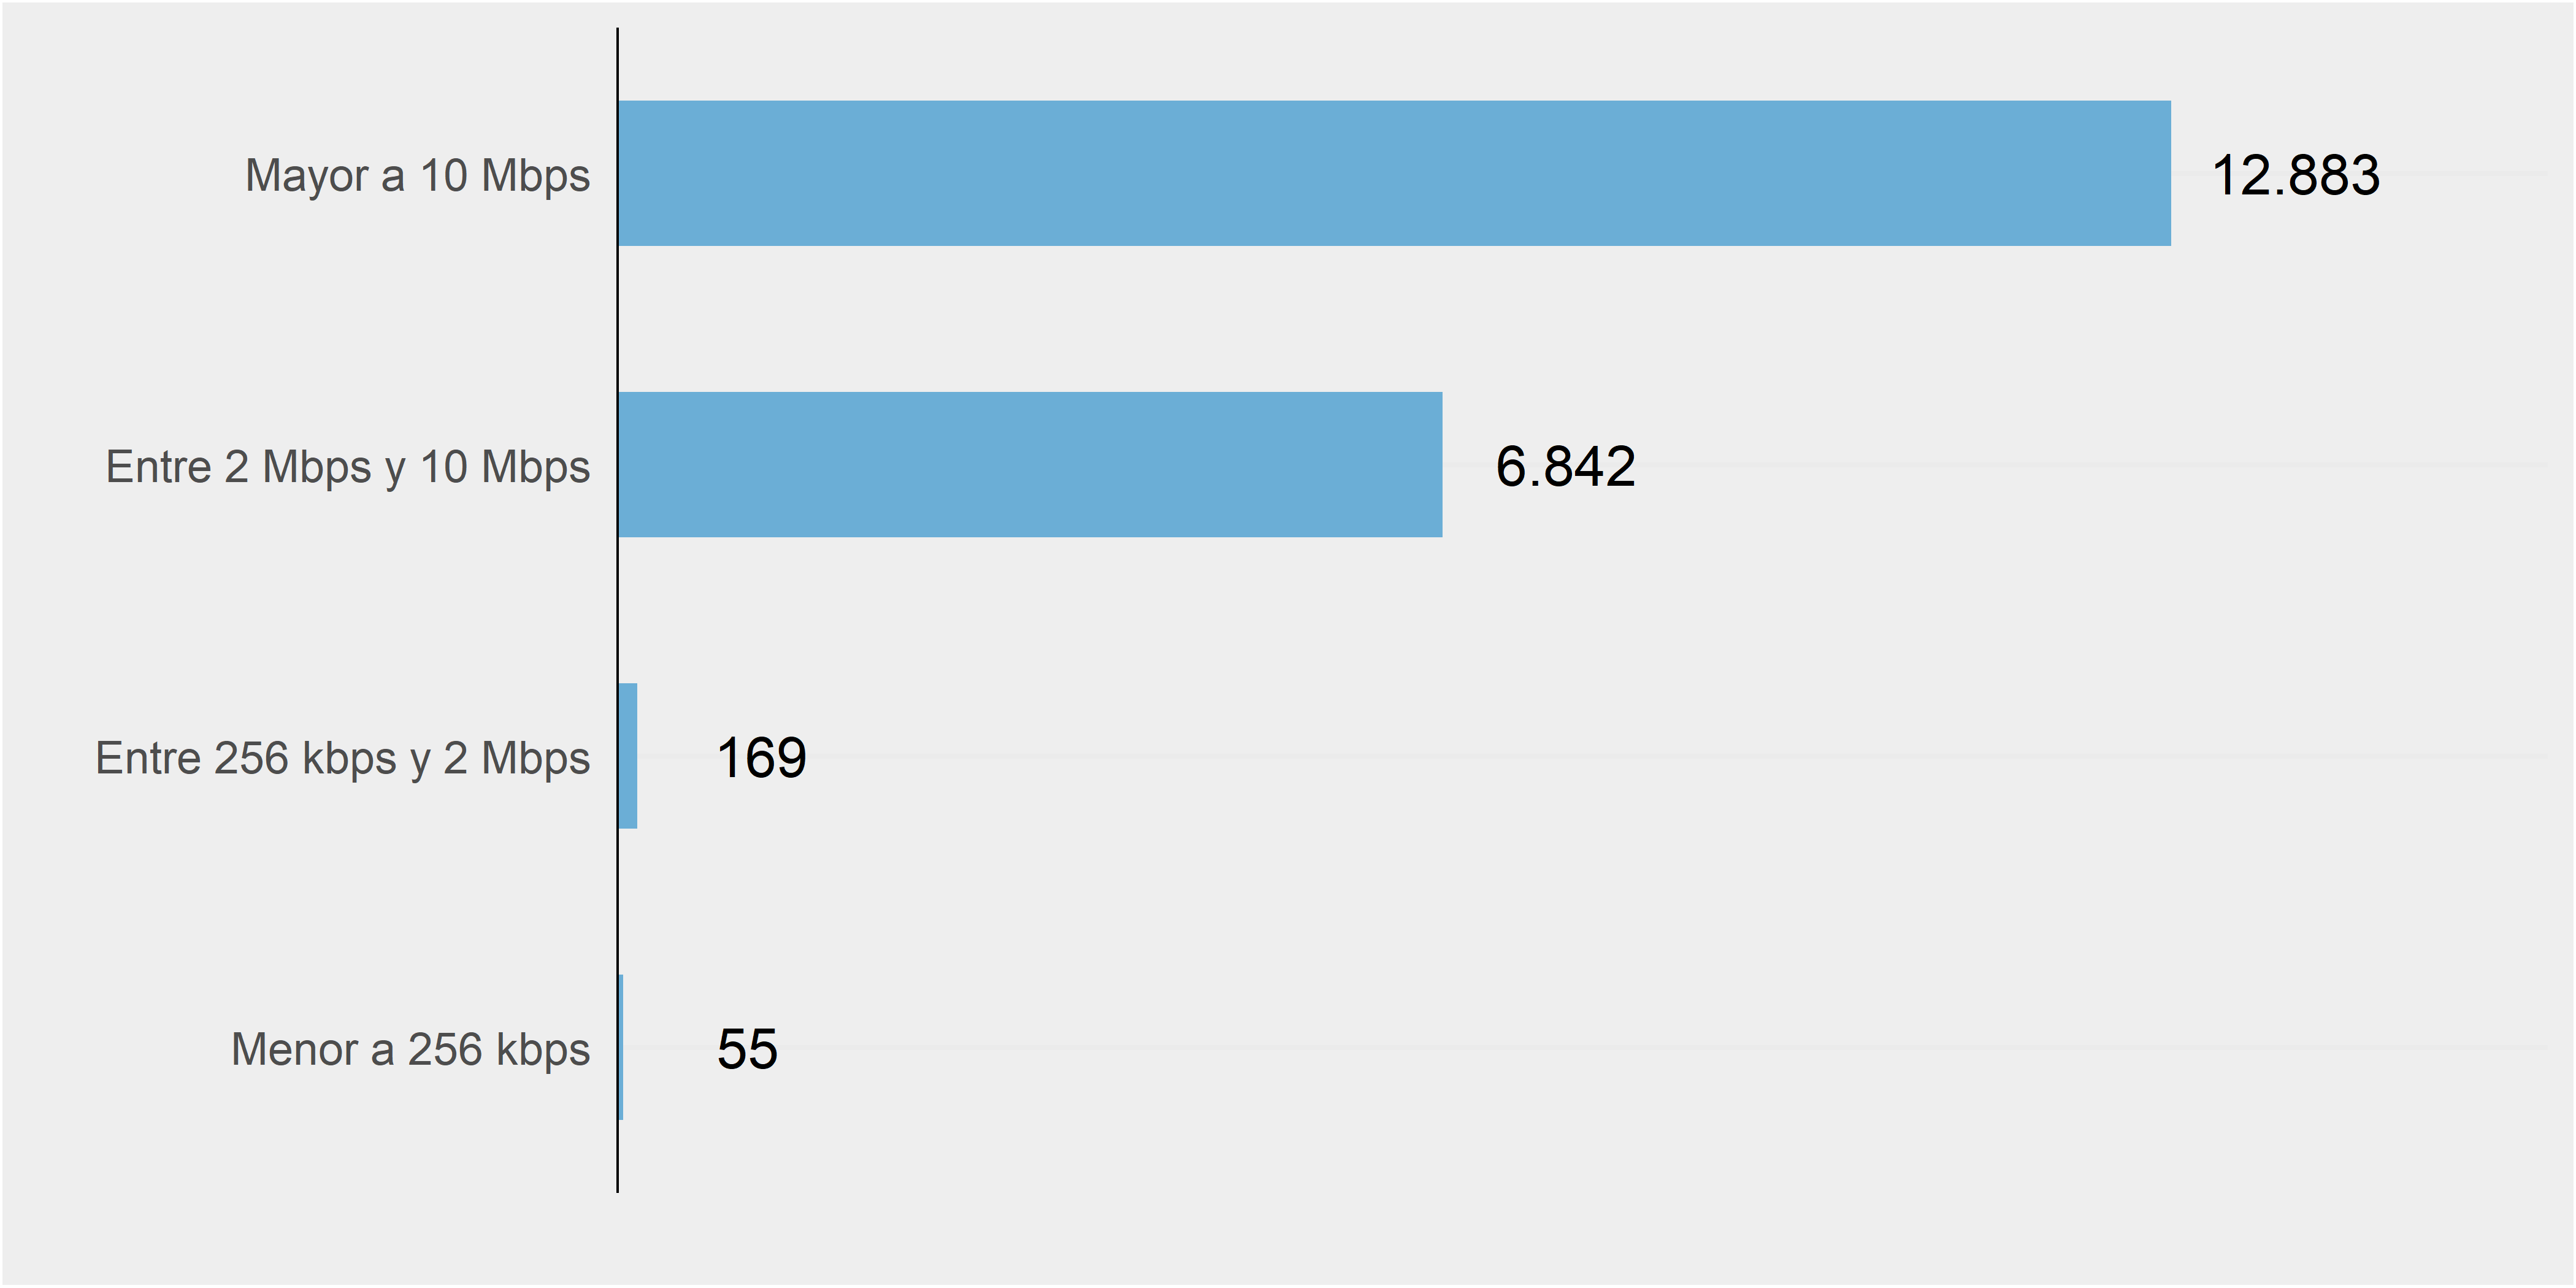 Mayor a 10 Mbps 12.883
Entre 2 Mbps y 10 Mbps 6.842
Entre 256 kbps y 2 Mbps 169
Menor a 256 kbps 55